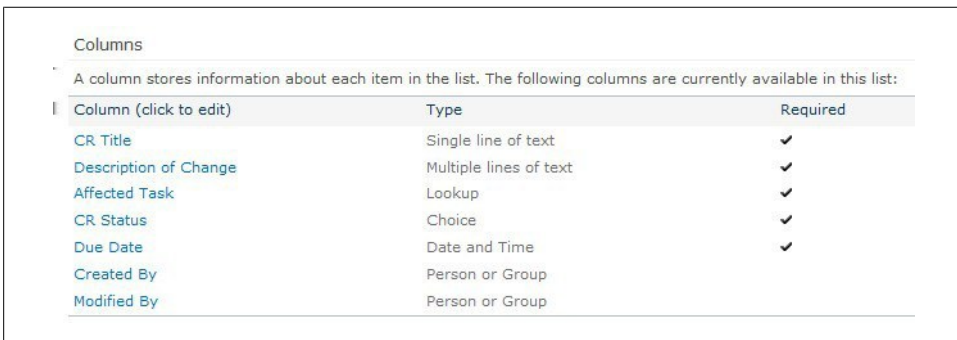 Columns
A column stores information about each item in the list. The following columns are currently available in this list:
Column (click to edit) Type Required
CR Title Single line of text ✔
Description of Change Multiple lines of text ✔
Affected Task Lookup ✔
CR Status Choice ✔
Due Date Date and Time ✔
Created By Person or Group
Modified By Person or Group